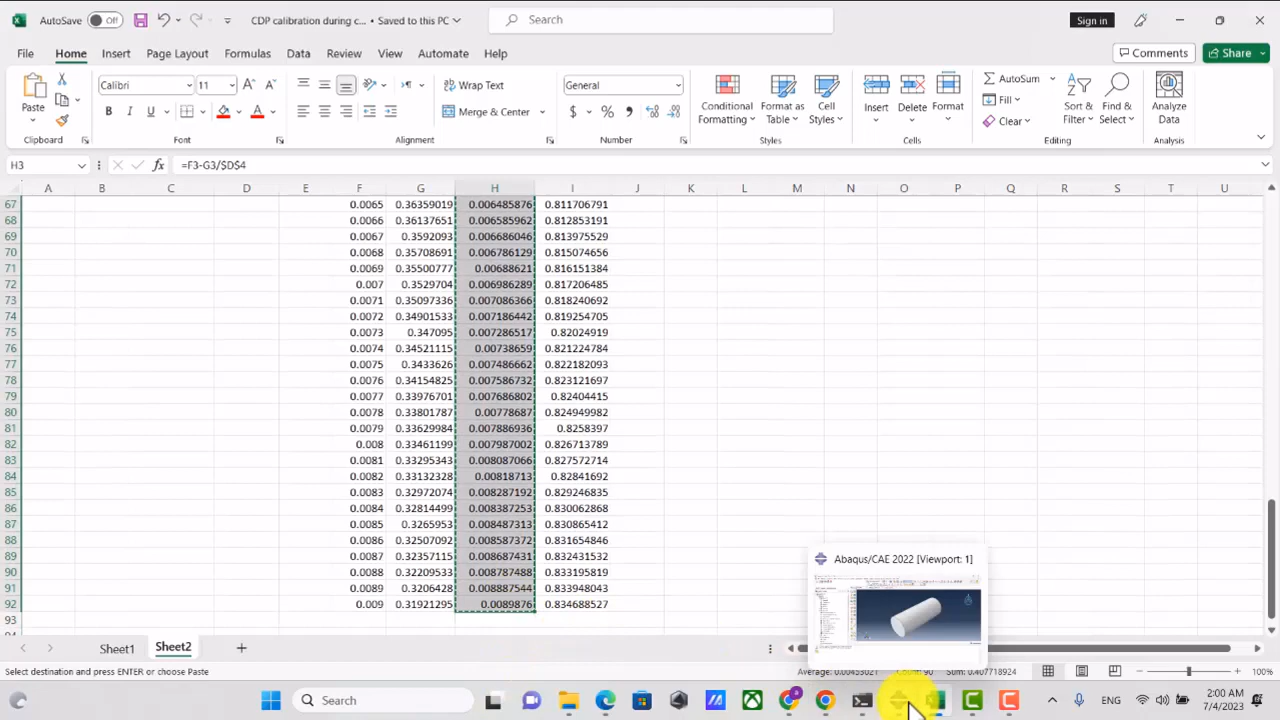 AutoSave Off CDP calibration during c... • Saved to this PC Search Sign in
File Home Insert Page Layout Formulas Data Review View Automate Help Comments Share
Calibri 11 Wrap Text General AutoSum
Paste Conditional Formatting Format as Table Cell Styles Insert Delete Format Fill Sort & Filter Find & Select Analyze Data
B I U Merge & Center $ % Clear
Clipboard Font Alignment Number Styles Cells Editing Analysis
H3 fx =F3-G3/$D$4
A B C D E F G H I J K L M N O P Q R S T U
67 0.0065 0.36359019 0.006485876 0.811706791
68 0.0066 0.36137651 0.006585962 0.812853191
69 0.0067 0.3592093 0.006686046 0.813975529
70 0.0068 0.35708691 0.006786129 0.815074656
71 0.0069 0.35500777 0.00688621 0.816151384
72 0.007 0.3529704 0.006986289 0.817206485
73 0.0071 0.35097336 0.007086366 0.818240692
74 0.0072 0.34901533 0.007186442 0.819254705
75 0.0073 0.347095 0.007286517 0.82024919
76 0.0074 0.34521115 0.00738659 0.821224784
77 0.0075 0.3433626 0.007486662 0.822182093
78 0.0076 0.34154825 0.007586732 0.823121697
79 0.0077 0.33976701 0.007686802 0.82404415
80 0.0078 0.33801787 0.00778687 0.824949982
81 0.0079 0.33629984 0.007886936 0.8258397
82 0.008 0.33461199 0.007987002 0.826713789
83 0.0081 0.33295343 0.008087066 0.827572714
84 0.0082 0.33132328 0.00818713 0.82841692
85 0.0083 0.32972074 0.008287192 0.829246835
86 0.0084 0.32814499 0.008387253 0.830062868
87 0.0085 0.3265953 0.008487313 0.830865412
88 0.0086 0.32507092 0.008587372 0.831654846
89 0.0087 0.32357115 0.008687431 0.832431532
90 0.0088 0.32209533 0.008787488 0.833195819
91 0.0089 0.3206428 0.008887544 0.833948043
92 0.009 0.31921295 0.0089876 0.834688527
93
Abaqus/CAE 2022 [Viewport: 1]
Sheet1 Sheet2
Select destination and press ENTER or choose Paste Sum: 0.407718924 100%
Search ENG 2:00 AM
7/4/2023